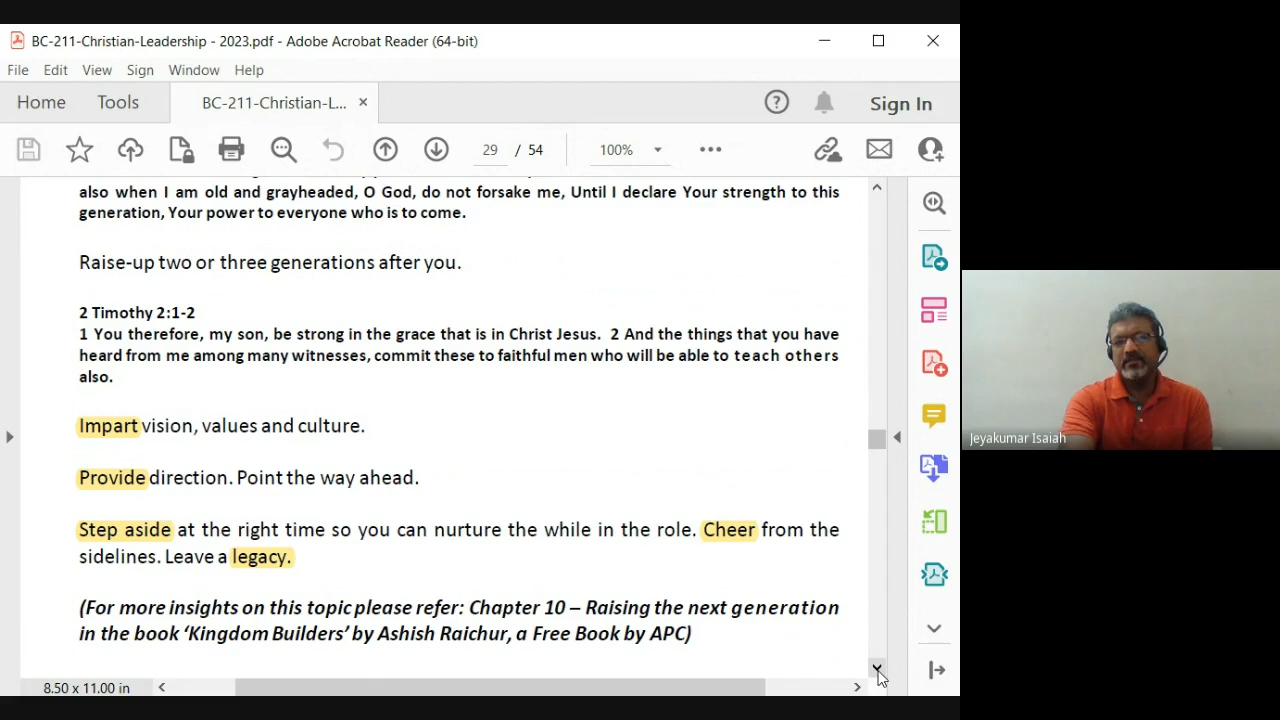 BC-211-Christian-Leadership - 2023.pdf - Adobe Acrobat Reader (64-bit)
File Edit View Sign Window Help
Home Tools BC-211-Christian-L... × Sign In
29 / 54 100%
also when I am old and grayheaded, O God, do not forsake me, Until I declare Your strength to this
generation, Your power to everyone who is to come.
Raise-up two or three generations after you.
2 Timothy 2:1-2
1 You therefore, my son, be strong in the grace that is in Christ Jesus. 2 And the things that you have
heard from me among many witnesses, commit these to faithful men who will be able to teach others
also.
Impart vision, values and culture.
Provide direction. Point the way ahead.
Step aside at the right time so you can nurture the while in the role. Cheer from the
sidelines. Leave a legacy.
(For more insights on this topic please refer: Chapter 10 – Raising the next generation
in the book ‘Kingdom Builders’ by Ashish Raichur, a Free Book by APC)
8.50 x 11.00 in
Jeyakumar Isaiah